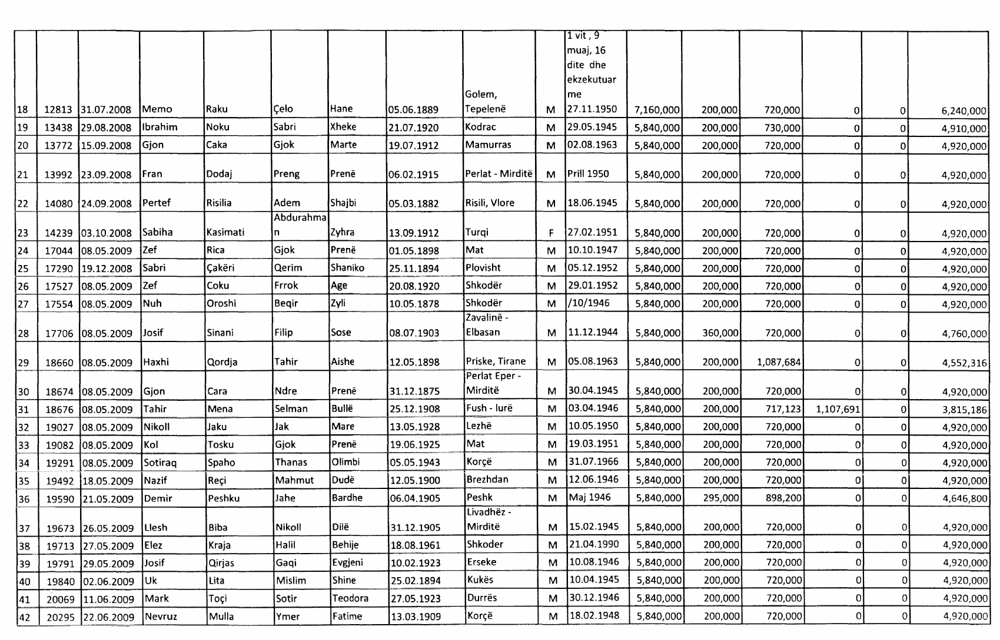 1 vit , 9
muaj, 16
dite dhe
ekzekutuar
Golem, me
18 12813 31.07.2008 Memo Raku Çelo Hane 05.06.1889 Tepelenë M 27.11.1950 7,160,000 200,000 720,000 0 0 6,240,000
19 13438 29.08.2008 Ibrahim Noku Sabri Xheke 21.07.1920 Kodrac M 29.05.1945 5,840,000 200,000 730,000 0 0 4,910,000
20 13772 15.09.2008 Gjon Caka Gjok Marte 19.07.1912 Mamurras M 02.08.1963 5,840,000 200,000 720,000 0 0 4,920,000
21 13992 23.09.2008 Fran Dodaj Preng Prenë 06.02.1915 Perlat - Mirditë M Prill 1950 5,840,000 200,000 720,000 0 0 4,920,000
22 14080 24.09.2008 Pertef Risilia Adem Shajbi 05.03.1882 Risili, Vlore M 18.06.1945 5,840,000 200,000 720,000 0 0 4,920,000
Abdurahma
23 14239 03.10.2008 Sabiha Kasimati n Zyhra 13.09.1912 Turqi F 27.02.1951 5,840,000 200,000 720,000 0 0 4,920,000
24 17044 08.05.2009 Zef Rica Gjok Prenë 01.05.1898 Mat M 10.10.1947 5,840,000 200,000 720,000 0 0 4,920,000
25 17290 19.12.2008 Sabri Çakëri Qerim Shaniko 25.11.1894 Plovisht M 05.12.1952 5,840,000 200,000 720,000 0 0 4,920,000
26 17527 08.05.2009 Zef Coku Frrok Age 20.08.1920 Shkodër M 29.01.1952 5,840,000 200,000 720,000 0 0 4,920,000
27 17554 08.05.2009 Nuh Oroshi Beqir Zyli 10.05.1878 Shkodër M /10/1946 5,840,000 200,000 720,000 0 0 4,920,000
Zavalinë -
28 17706 08.05.2009 Josif Sinani Filip Sose 08.07.1903 Elbasan M 11.12.1944 5,840,000 360,000 720,000 0 0 4,760,000
29 18660 08.05.2009 Haxhi Qordja Tahir Aishe 12.05.1898 Priske, Tirane M 05.08.1963 5,840,000 200,000 1,087,684 0 0 4,552,316
Perlat Eper -
30 18674 08.05.2009 Gjon Cara Ndre Prenë 31.12.1875 Mirditë M 30.04.1945 5,840,000 200,000 720,000 0 0 4,920,000
31 18676 08.05.2009 Tahir Mena Selman Bullë 25.12.1908 Fush - lurë M 03.04.1946 5,840,000 200,000 717,123 1,107,691 0 3,815,186
32 19027 08.05.2009 Nikoll Jaku Jak Mare 13.05.1928 Lezhë M 10.05.1950 5,840,000 200,000 720,000 0 0 4,920,000
33 19082 08.05.2009 Kol Tosku Gjok Prenë 19.06.1925 Mat M 19.03.1951 5,840,000 200,000 720,000 0 0 4,920,000
34 19291 08.05.2009 Sotiraq Spaho Thanas Olimbi 05.05.1943 Korçë M 31.07.1966 5,840,000 200,000 720,000 0 0 4,920,000
35 19492 18.05.2009 Nazif Reçi Mahmut Dudë 12.05.1900 Brezhdan M 12.06.1946 5,840,000 200,000 720,000 0 0 4,920,000
36 19590 21.05.2009 Demir Peshku Jahe Bardhe 06.04.1905 Peshk M Maj 1946 5,840,000 295,000 898,200 0 0 4,646,800
Livadhëz -
37 19673 26.05.2009 Llesh Biba Nikoll Dilë 31.12.1905 Mirditë M 15.02.1945 5,840,000 200,000 720,000 0 0 4,920,000
38 19713 27.05.2009 Elez Kraja Halil Behije 18.08.1961 Shkoder M 21.04.1990 5,840,000 200,000 720,000 0 0 4,920,000
39 19791 29.05.2009 Josif Qirjas Gaqi Evgjeni 10.02.1923 Erseke M 10.08.1946 5,840,000 200,000 720,000 0 0 4,920,000
40 19840 02.06.2009 Uk Lita Mislim Shine 25.02.1894 Kukës M 10.04.1945 5,840,000 200,000 720,000 0 0 4,920,000
41 20069 11.06.2009 Mark Toçi Sotir Teodora 27.05.1923 Durrës M 30.12.1946 5,840,000 200,000 720,000 0 0 4,920,000
42 20295 22.06.2009 Nevruz Mulla Ymer Fatime 13.03.1909 Korçë M 18.02.1948 5,840,000 200,000 720,000 0 0 4,920,000